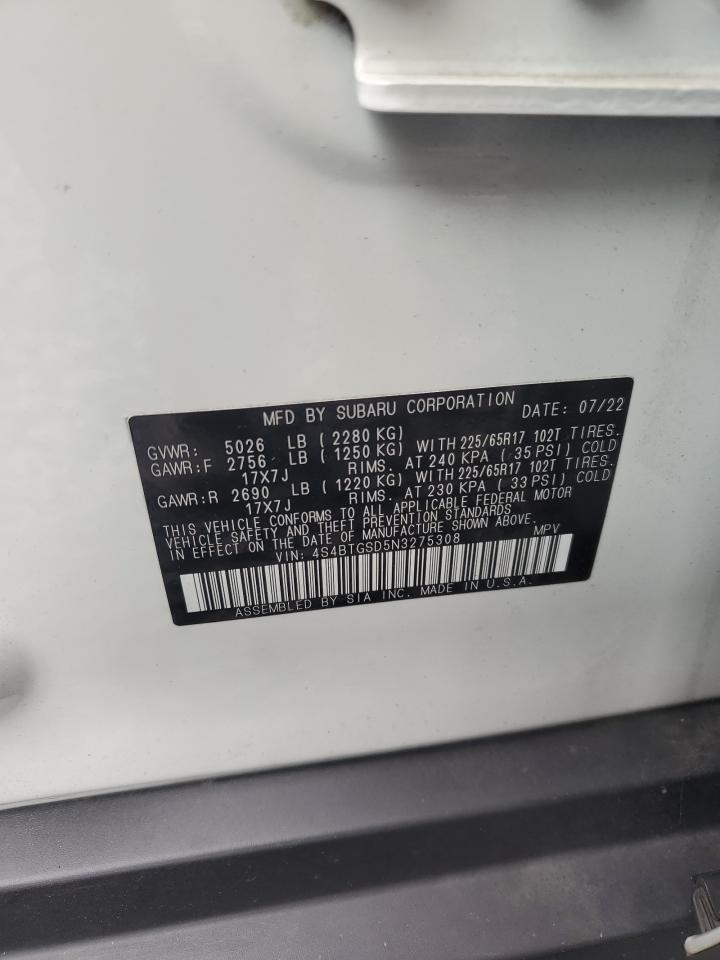 MFD BY SUBARU CORPORATION DATE: 07/22
GVWR: 5026 LB ( 2280 KG)
GAWR:F 2756 LB ( 1250 KG) WITH 225/65R17 102T TIRES.
17X7J RIMS. AT 240 KPA ( 35 PSI) COLD
GAWR:R 2690 LB ( 1220 KG) WITH 225/65R17 102T TIRES.
17X7J RIMS. AT 230 KPA ( 33 PSI) COLD
THIS VEHICLE CONFORMS TO ALL APPLICABLE FEDERAL MOTOR
VEHICLE SAFETY AND THEFT PREVENTION STANDARDS
IN EFFECT ON THE DATE OF MANUFACTURE SHOWN ABOVE.
VIN: 4S4BTGSD5N3275308 MPV
ASSEMBLED BY SIA INC. MADE IN U.S.A.